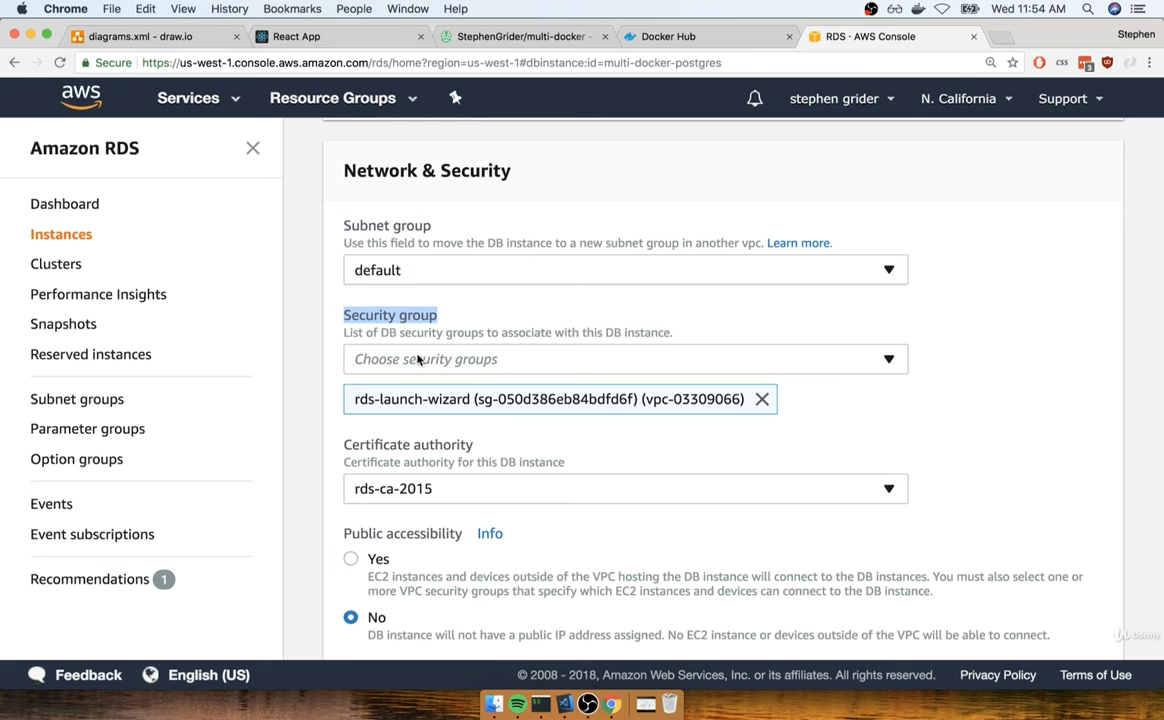 Chrome File Edit View History Bookmarks People Window Help Wed 11:54 AM
diagrams.xml - draw.io React App StephenGrider/multi-docker - Docker Hub RDS · AWS Console Stephen
Secure https://us-west-1.console.aws.amazon.com/rds/home?region=us-west-1#dbinstance:id=multi-docker-postgres css 3
aws Services Resource Groups stephen grider N. California Support
Amazon RDS
Dashboard
Instances
Clusters
Performance Insights
Snapshots
Reserved instances
Subnet groups
Parameter groups
Option groups
Events
Event subscriptions
Recommendations 1
Network & Security
Subnet group
Use this field to move the DB instance to a new subnet group in another vpc. Learn more.
default
Security group
List of DB security groups to associate with this DB instance.
Choose security groups
rds-launch-wizard (sg-050d386eb84bdfd6f) (vpc-03309066)
Certificate authority
Certificate authority for this DB instance
rds-ca-2015
Public accessibility Info
Yes
EC2 instances and devices outside of the VPC hosting the DB instance will connect to the DB instances. You must also select one or
more VPC security groups that specify which EC2 instances and devices can connect to the DB instance.
No
DB instance will not have a public IP address assigned. No EC2 instance or devices outside of the VPC will be able to connect.
Udemy
Feedback English (US) © 2008 - 2018, Amazon Web Services, Inc. or its affiliates. All rights reserved. Privacy Policy Terms of Use